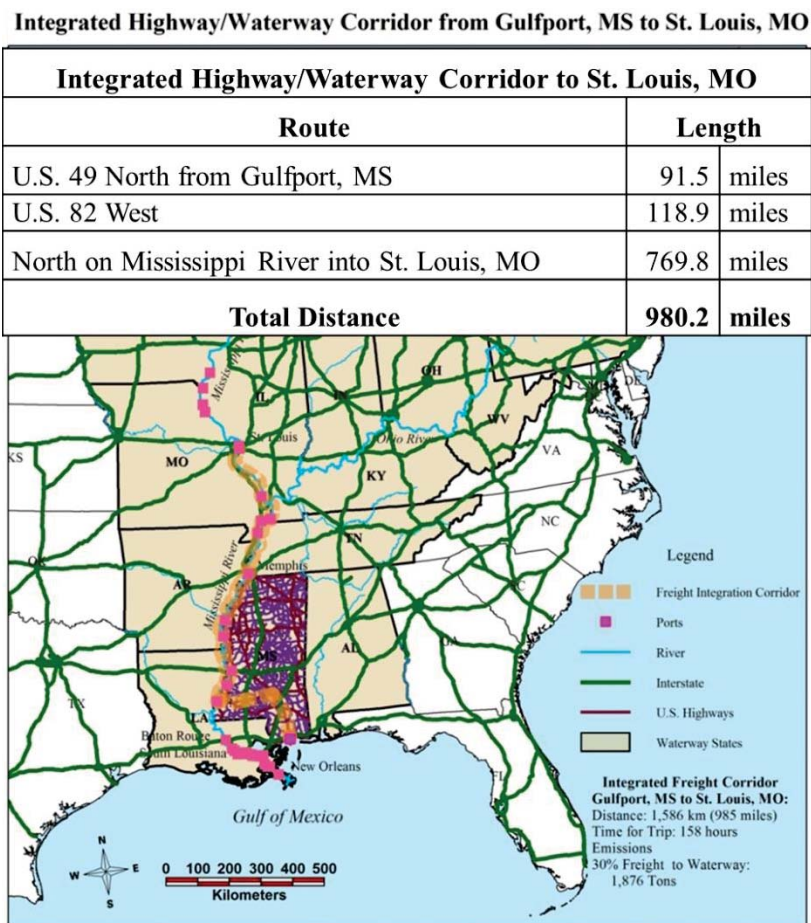 Integrated Highway/Waterway Corridor from Gulfport, MS to St. Louis, MO
Integrated Highway/Waterway Corridor to St. Louis, MO
Route Length
U.S. 49 North from Gulfport, MS 91.5 miles
U.S. 82 West 118.9 miles
North on Mississippi River into St. Louis, MO 769.8 miles
Total Distance 980.2 miles
Mississippi
OH
DE
IL
IN
WV
St. Louis
Ohio River
KS
MO
VA
KY
NC
TN
Mississippi River
Memphis
AR
Legend
Freight Integration Corridor
Ports
River
Interstate
U.S. Highways
Waterway States
MS
AL
TX
LA
Baton Rouge
South Louisiana
New Orleans
FL
Gulf of Mexico
Integrated Freight Corridor
Gulfport, MS to St. Louis, MO:
Distance: 1,586 km (985 miles)
Time for Trip: 158 hours
Emissions
30% Freight to Waterway:
1,876 Tons
N
W E
S
0 100 200 300 400 500
Kilometers